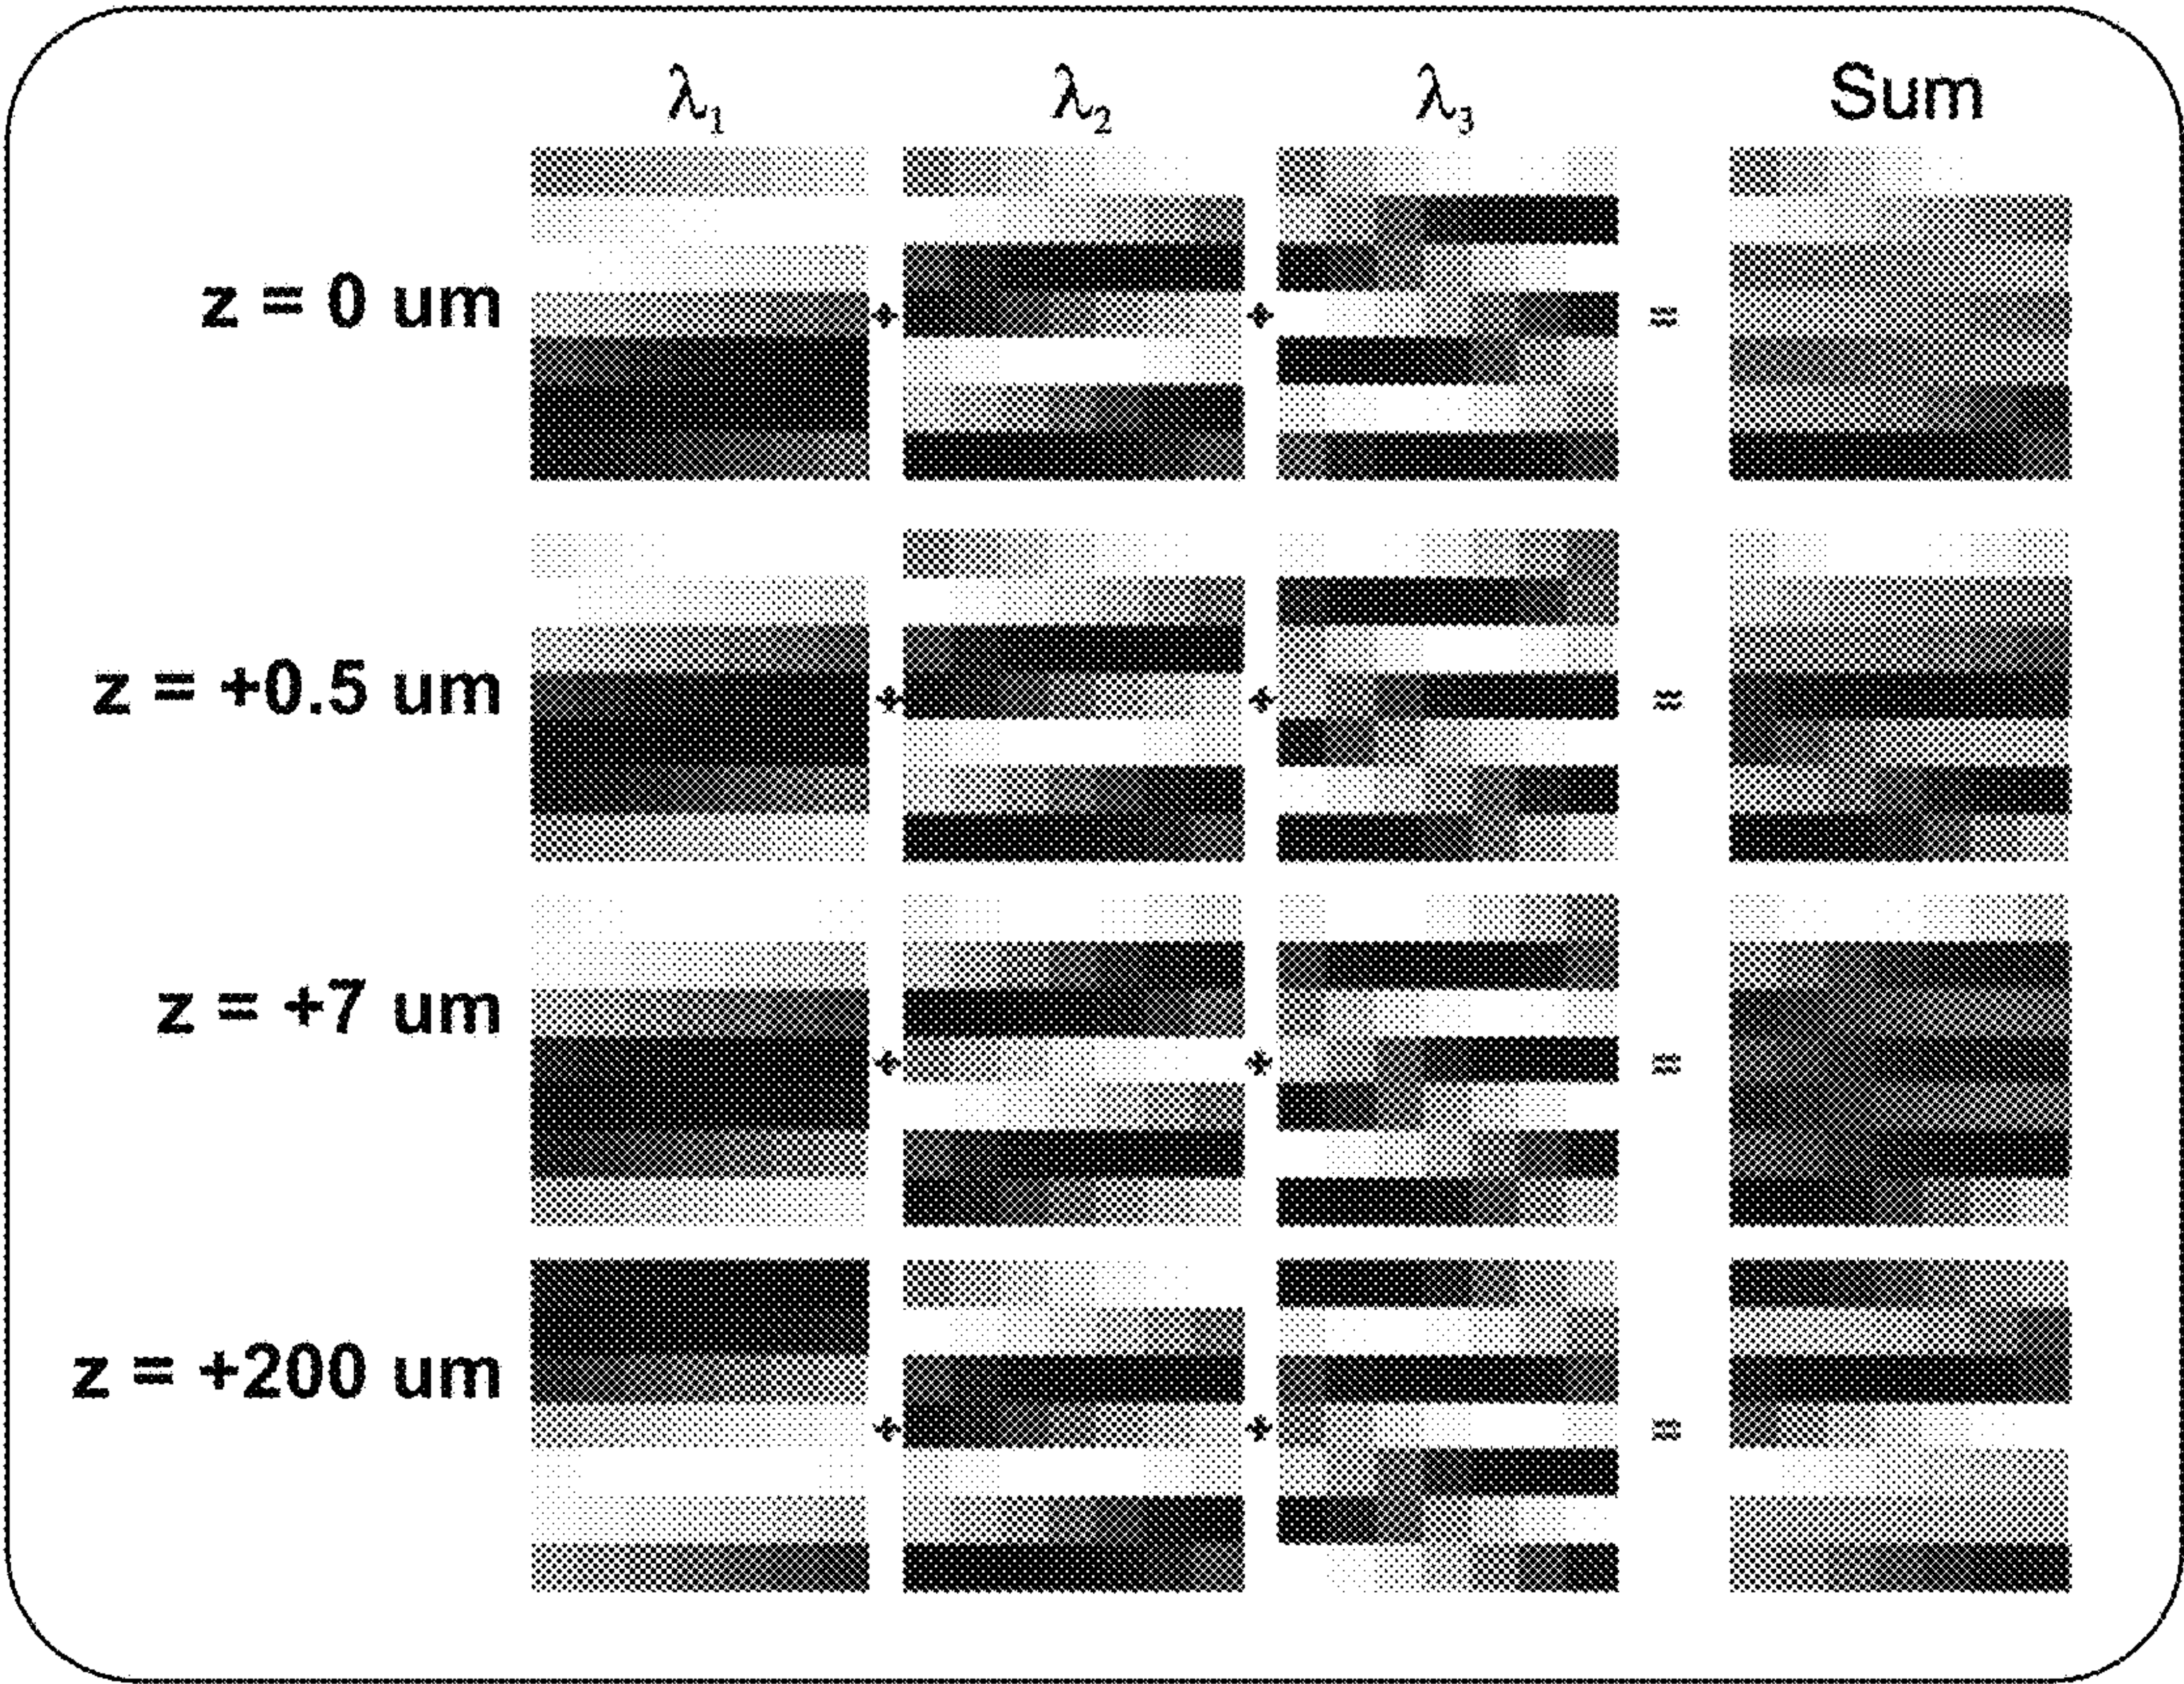 λ₁ λ₂ λ₃ Sum
z = 0 um + + =
z = +0.5 um + + =
z = +7 um + + =
z = +200 um + + =